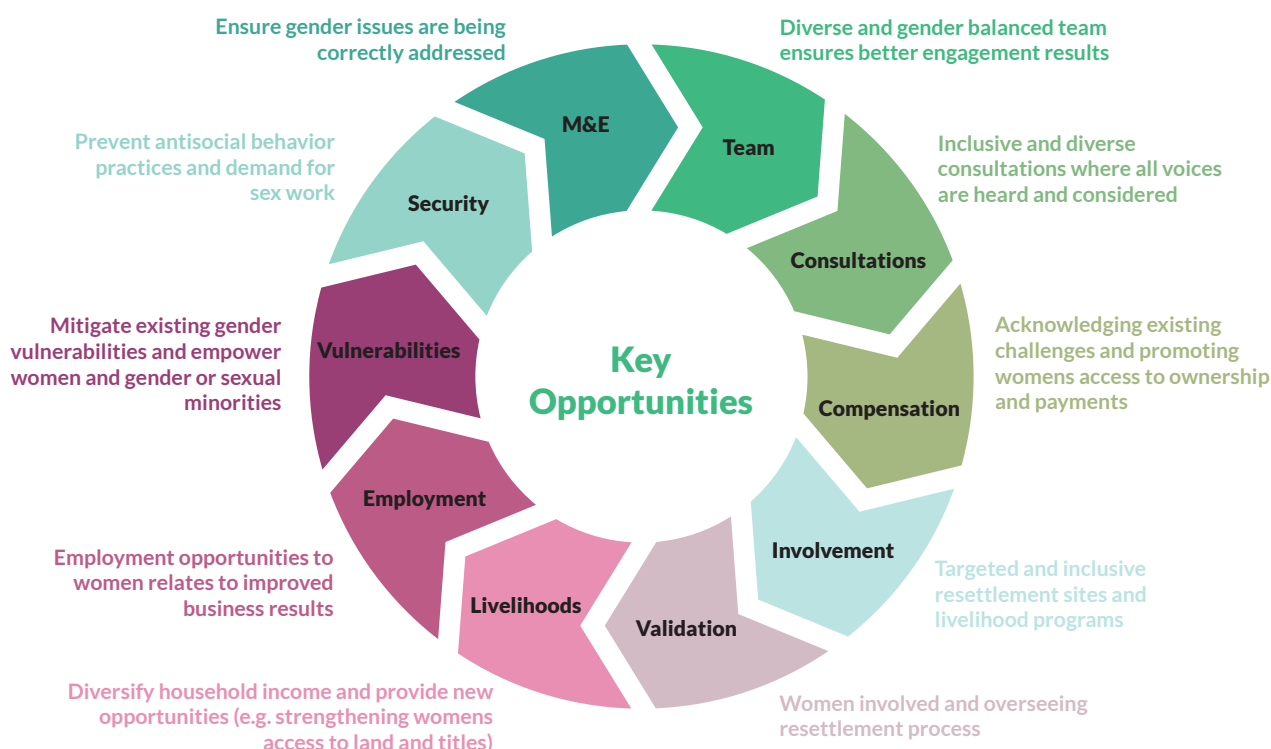 Ensure gender issues are being
correctly addressed
M&E
Diverse and gender balanced team
ensures better engagement results
Team
Inclusive and diverse
consultations where all voices
are heard and considered
Consultations
Acknowledging existing
challenges and promoting
womens access to ownership
and payments
Compensation
Targeted and inclusive
resettlement sites and
livelihood programs
Involvement
Women involved and overseeing
resettlement process
Validation
Diversify household income and provide new
opportunities (e.g. strengthening womens
access to land and titles)
Livelihoods
Employment opportunities to
women relates to improved
business results
Employment
Mitigate existing gender
vulnerabilities and empower
women and gender or sexual
minorities
Vulnerabilities
Prevent antisocial behavior
practices and demand for
sex work
Security
Key
Opportunities